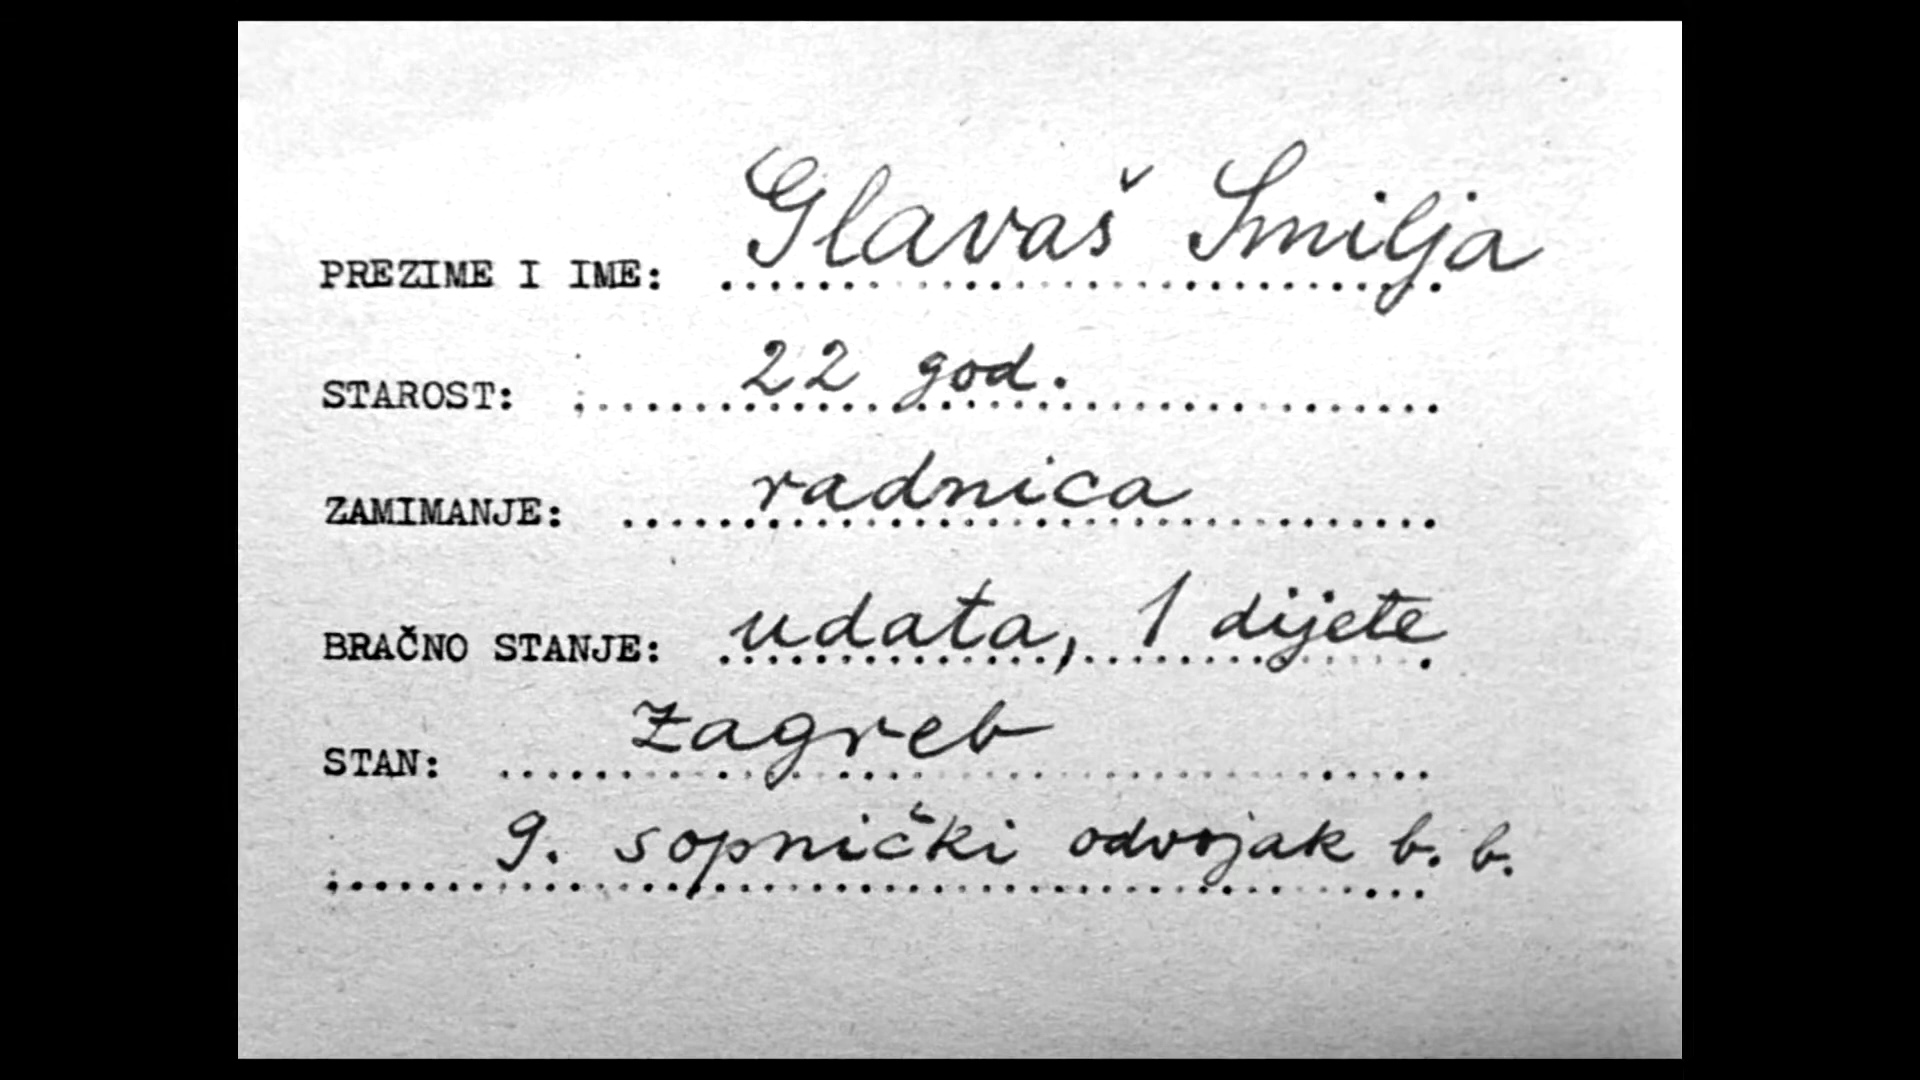 PREZIME I IME: Glavaš Smilja
STAROST: 22 god.
ZAMIMANJE: radnica
BRAČNO STANJE: udata, 1 dijete
STAN: Zagreb
9. sopnički odvojak b. b.